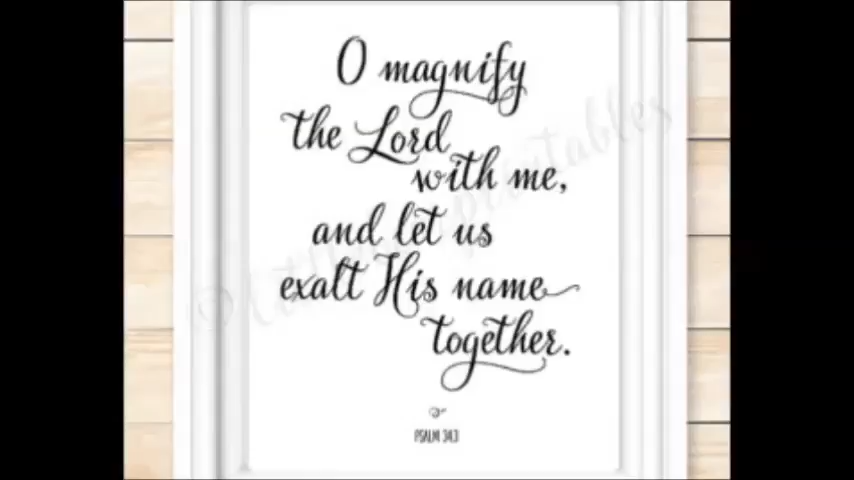 O magnify
the Lord
with me,
and let us
exalt His name
together.
PSALM 34:3